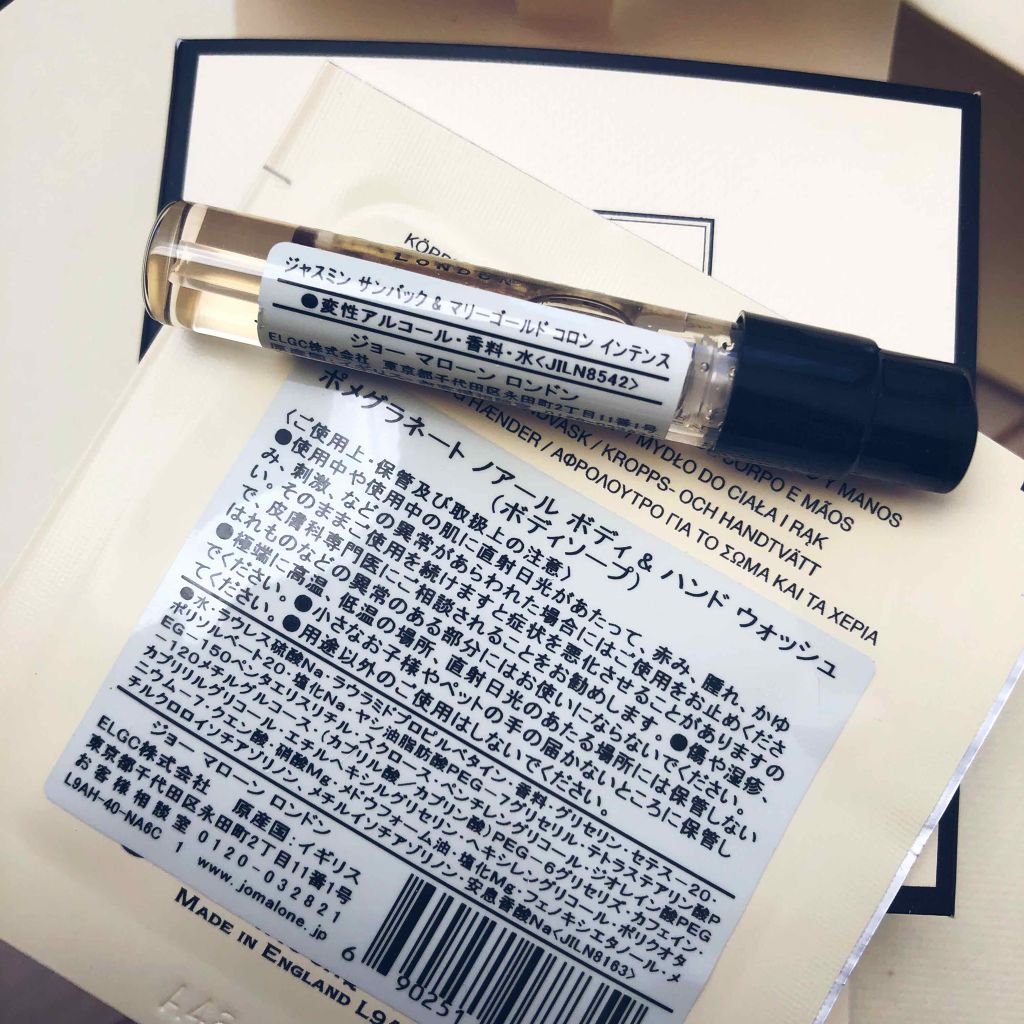 LONDON
ジャスミン サンバック & マリーゴールド コロン インテンス
●変性アルコール・香料・水<JILN8542>
ジョー マローン ロンドン
ELGC株式会社 東京都千代田区永田町2丁目11番1号
Y MANOS
CORPO E MÃOS
HÆNDER / MYDŁO DO CIAŁA I RĄK
/ KROPPS- OCH HANDTVÄTT
/ ΑΦΡΟΛΟΥΤΡΟ ΓΙΑ ΤΟ ΣΩΜΑ ΚΑΙ ΤΑ ΧΕΡΙΑ
ポメグラネート ノアール ボディ & ハンド ウォッシュ
(ボディソープ)
〈ご使用上・保管及び取扱上の注意〉
●使用中や使用中の肌に直射日光があたって、赤み、腫れ、かゆ
み、刺激、などの異常があらわれた場合にはご使用をお止めくださ
い。そのままご使用を続けますと症状を悪化させることがありますの
で、皮膚科専門医にご相談されることをお勧めします。●傷や湿疹、
はれものなどの異常のある部分にはお使いにならないでください。
●極端に高温、低温の場所、直射日光のあたる場所には保管しない
でください。●小さなお子様やペットの手の届かないところに保管し
てください。●用途以外のご使用はしないでください。
●水・ラウレス硫酸Na・ラウラミドプロピルベタイン・香料・グリセリン・セテス-20・
ポリソルベート20・塩化Na・ヤシ油脂肪酸PEG-7グリセリル・テトラステアリン酸P
EG-150ペンタエリスリチル・スクロース・ペンチレングリコール・ジオレイン酸PEG
-120メチルグルコース・(カプリル酸/カプリン酸)PEG-6グリセリズ・カフェイン・
カプリリルグリコール・エチルヘキシルグリセリン・ヘキシレングリコール・ポリクオタ
ニウム-7・クエン酸・硝酸Mg・メドウフォーム油・塩化Mg・フェノキシエタノール・メ
チルクロロイソチアゾリノン・メチルイソチアゾリノン・安息香酸Na<JILN8163>
ジョー マローン ロンドン
ELGC株式会社 原産国・イギリス
東京都千代田区永田町2丁目11番1号
お客様相談室 0120-032821
L9AH-40-NA6C 1 www.jomalone.jp
6 90251
MADE IN ENGLAND L9A